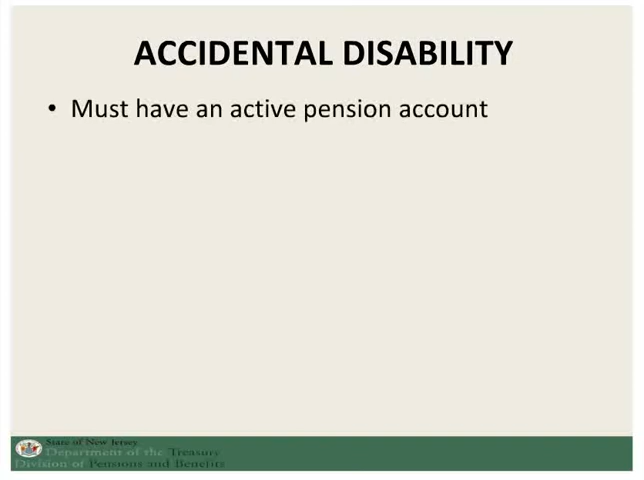 ACCIDENTAL DISABILITY
• Must have an active pension account
State of New Jersey
Department of the Treasury
Division of Pensions and Benefits